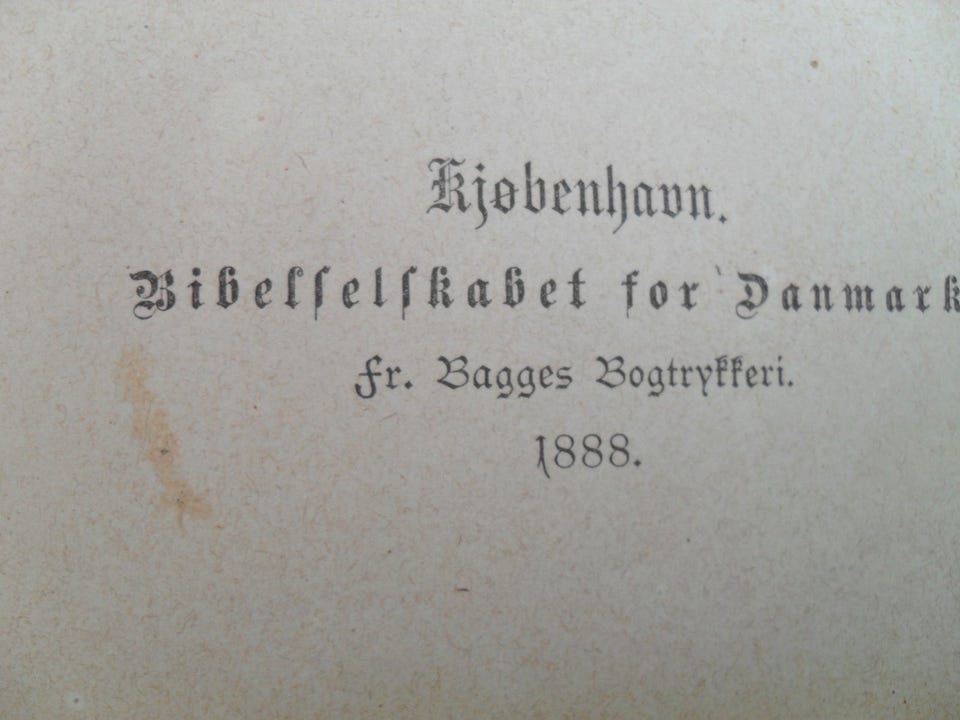 Kjøbenhavn.
Bibelſelſkabet for Danmark
Fr. Bagges Bogtrykkeri.
1888.